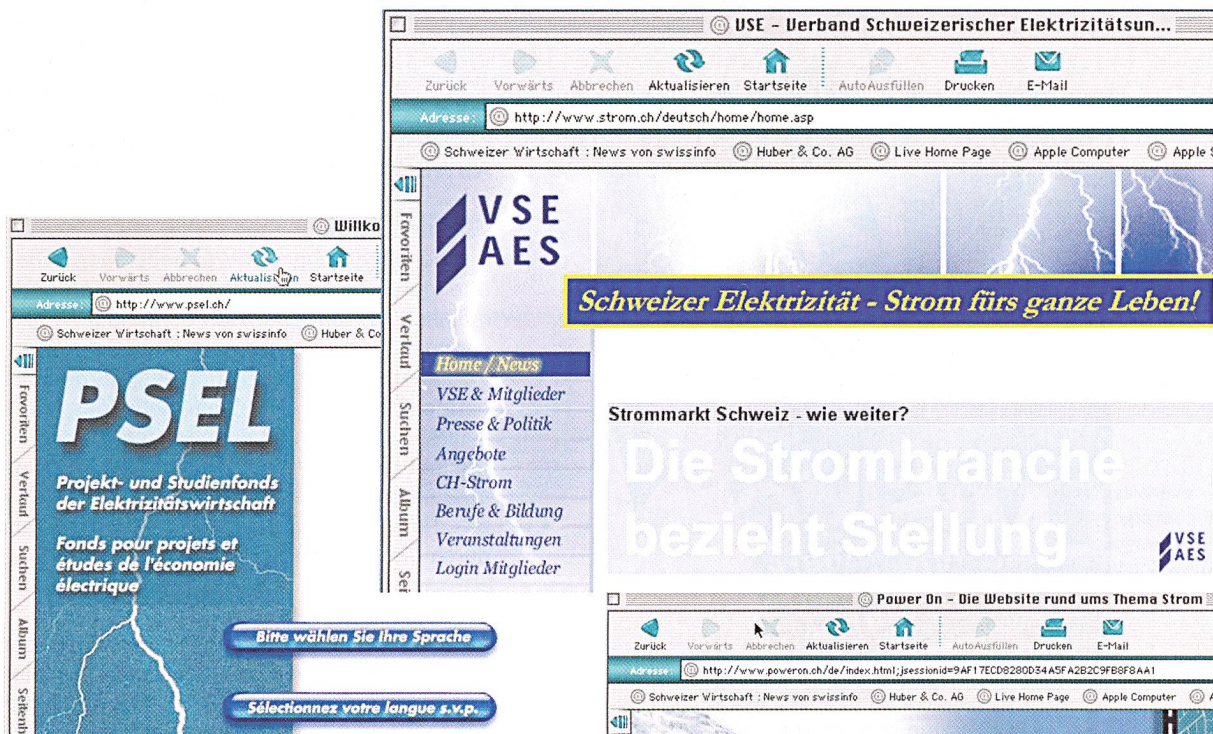 VSE - Verband Schweizerischer Elektrizitätsun...
Zurück Vorwärts Abbrechen Aktualisieren Startseite AutoAusfüllen Drucken E-Mail
Adresse: http://www.strom.ch/deutsch/home/home.asp
Schweizer Wirtschaft : News von swissinfo Huber & Co. AG Live Home Page Apple Computer Apple
Favoriten
Verlauf
Suchen
Album
VSE
AES
Schweizer Elektrizität - Strom fürs ganze Leben!
Home / News
VSE & Mitglieder
Presse & Politik
Angebote
CH-Strom
Berufe & Bildung
Veranstaltungen
Login Mitglieder
Strommarkt Schweiz - wie weiter?
Die Strombranche
bezieht Stellung
VSE
AES
Willko
Zurück Vorwärts Abbrechen Aktualisieren Startseite
Adresse: http://www.psel.ch/
Schweizer Wirtschaft : News von swissinfo Huber & Co
Favoriten
Verlauf
Suchen
Album
Seitenh
PSEL
Projekt- und Studienfonds
der Elektrizitätswirtschaft
Fonds pour projets et
études de l'économie
électrique
Bitte wählen Sie Ihre Sprache
Sélectionnez votre langue s.v.p.
Power On - Die Website rund ums Thema Strom
Zurück Vorwärts Abbrechen Aktualisieren Startseite AutoAusfüllen Drucken E-Mail
Adresse: http://www.poweron.ch/de/index.html;jsessionid=9AF17ECD8280D34A5FA2B2C9FB8F8AA1
Schweizer Wirtschaft : News von swissinfo Huber & Co. AG Live Home Page Apple Computer